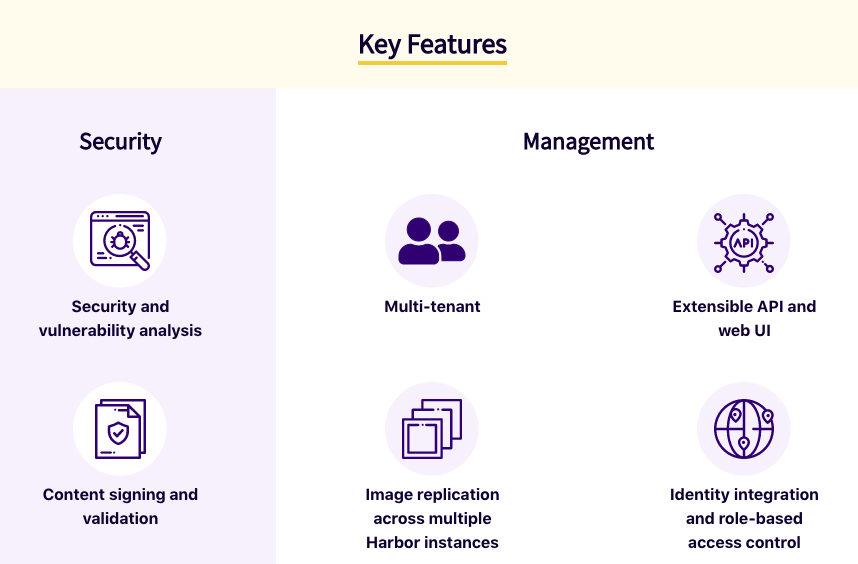 Key Features
Security
Management
Security and
vulnerability analysis
Multi-tenant
API
Extensible API and
web UI
Content signing and
validation
Image replication
across multiple
Harbor instances
Identity integration
and role-based
access control